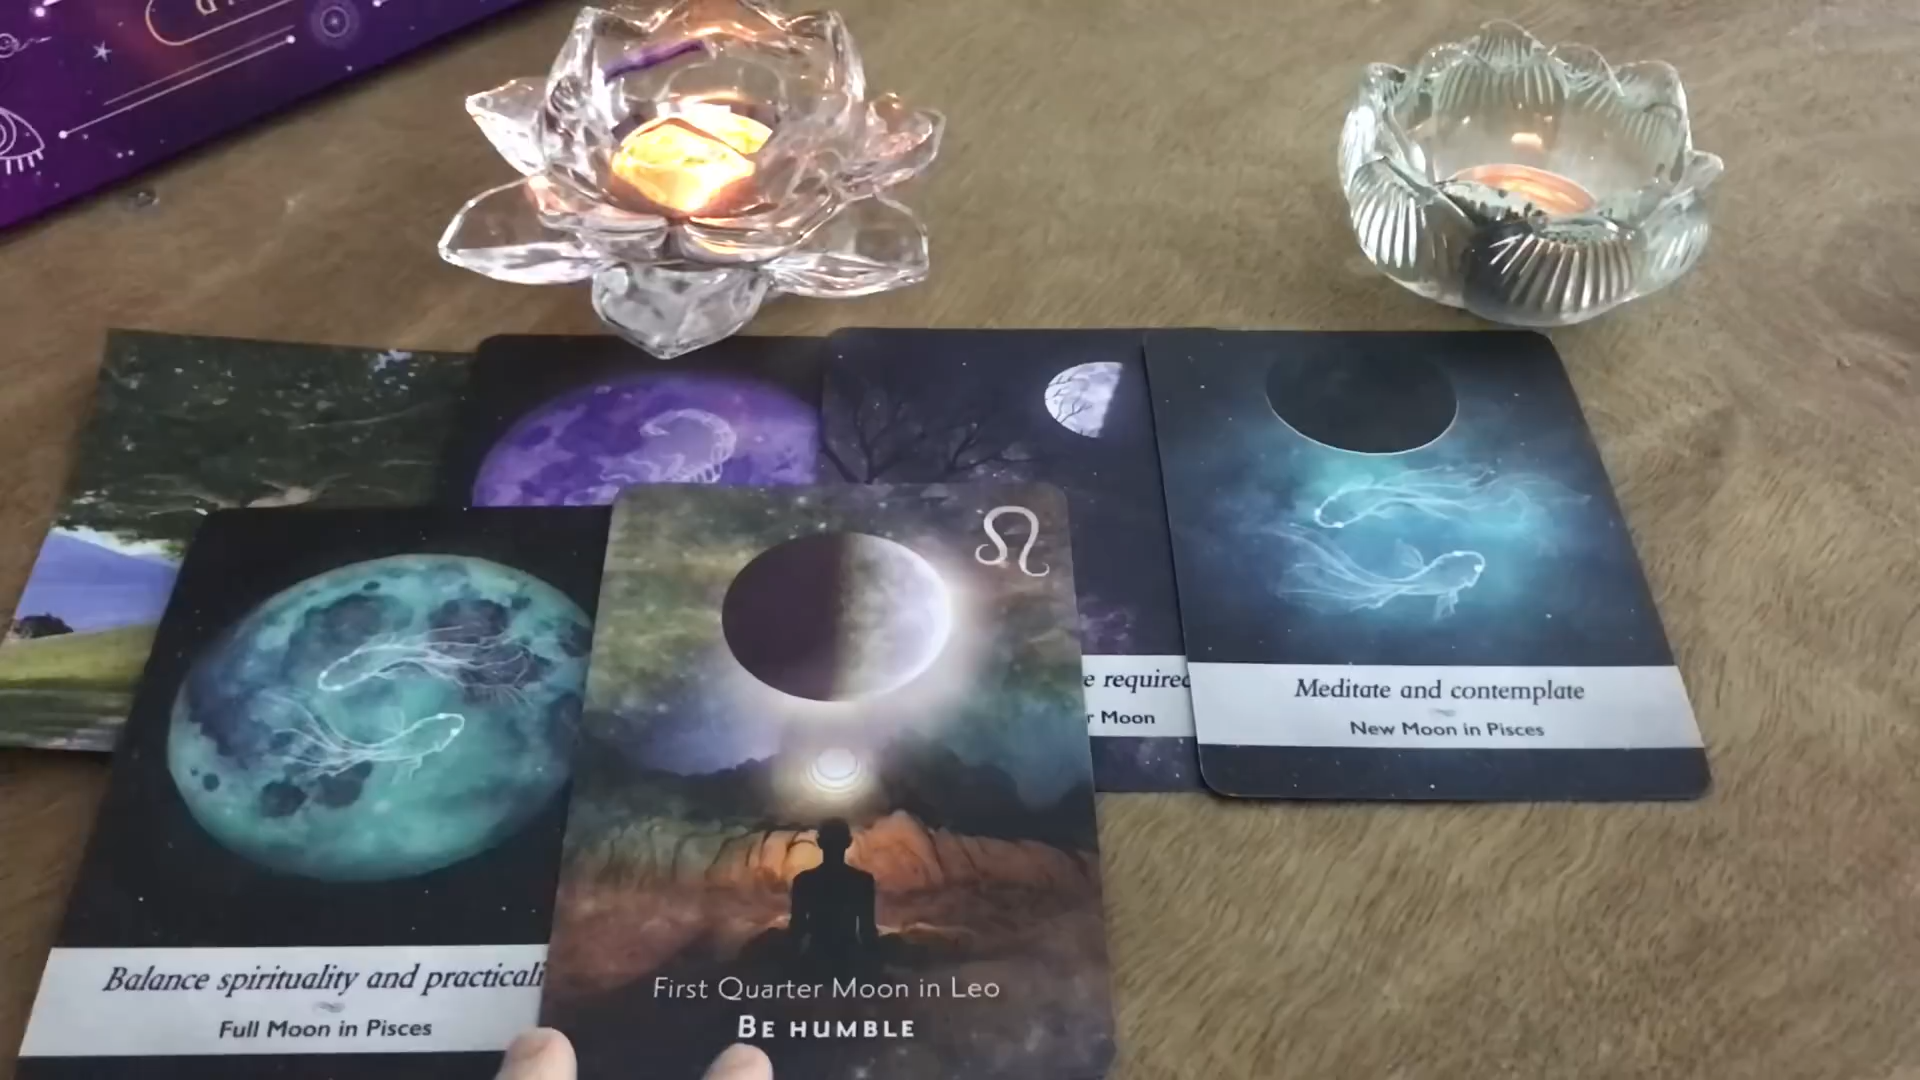 e required
r Moon
Meditate and contemplate
New Moon in Pisces
Balance spirituality and practicali
Full Moon in Pisces
First Quarter Moon in Leo
BE HUMBLE